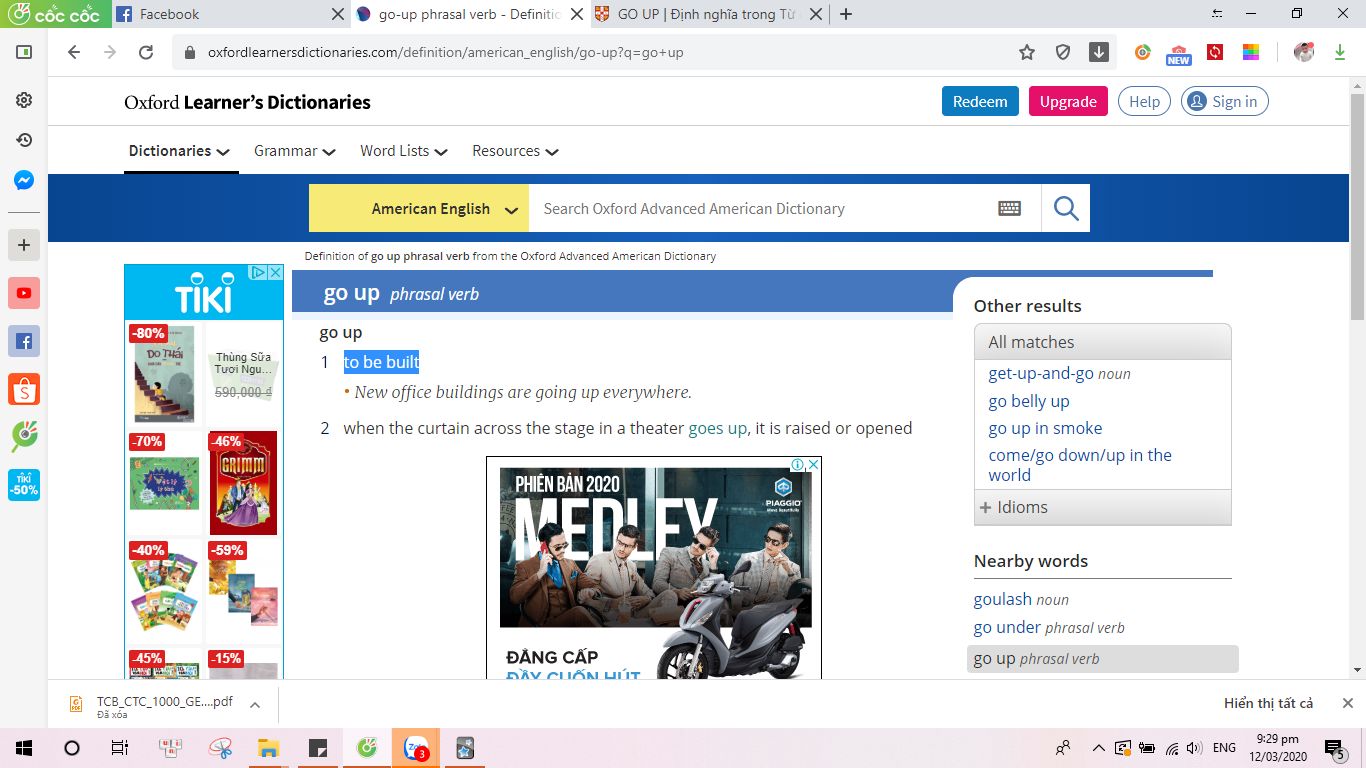 cốc cốc
Facebook
go-up phrasal verb - Definitio
GO UP | Định nghĩa trong Từ
oxfordlearnersdictionaries.com/definition/american_english/go-up?q=go+up
NEW
Oxford Learner's Dictionaries
Redeem
Upgrade
Help
Sign in
Dictionaries
Grammar
Word Lists
Resources
American English
Search Oxford Advanced American Dictionary
Definition of go up phrasal verb from the Oxford Advanced American Dictionary
TIKI
go up phrasal verb
go up
1 to be built
• New office buildings are going up everywhere.
2 when the curtain across the stage in a theater goes up, it is raised or opened
Other results
All matches
get-up-and-go noun
go belly up
go up in smoke
come/go down/up in the
world
+ Idioms
Nearby words
goulash noun
go under phrasal verb
go up phrasal verb
-80%
DO THÁI
Thùng Sữa
Tươi Ngu...
590,000 ₫
-70%
-46%
GRIMM
-40%
-59%
-45%
-15%
TIKI
-50%
PHIÊN BẢN 2020
MEDLEY
PIAGGIO
ĐẲNG CẤP
ĐẦY CUỐN HÚT
TCB_CTC_1000_GE....pdf
Đã xóa
Hiển thị tất cả
3
ENG
9:29 pm
12/03/2020
5